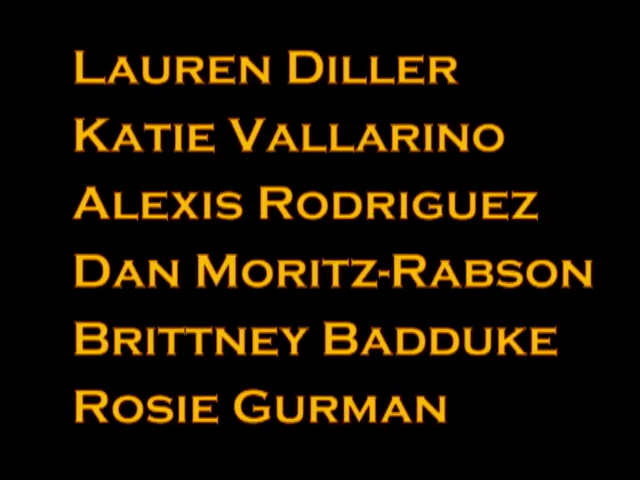 Lauren Diller
Katie Vallarino
Alexis Rodriguez
Dan Moritz-Rabson
Brittney Badduke
Rosie Gurman